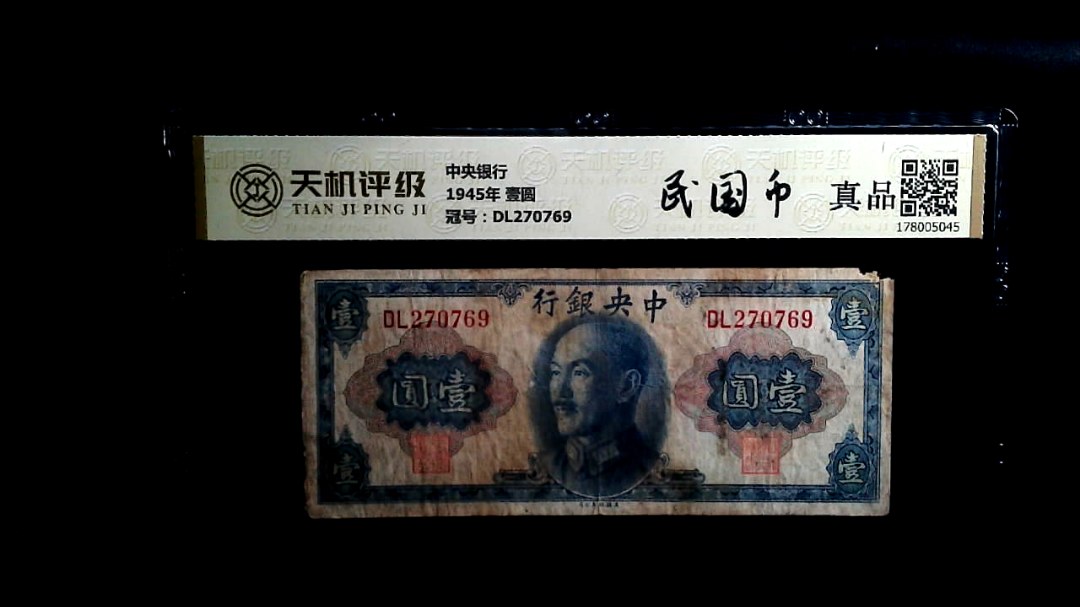 天机评级
TIAN JI PING JI
中央银行
1945年 壹圆
冠号：DL270769
民国币
真品
178005045
行銀央中
壹
DL270769
DL270769
壹
圓壹
圓壹
壹
壹